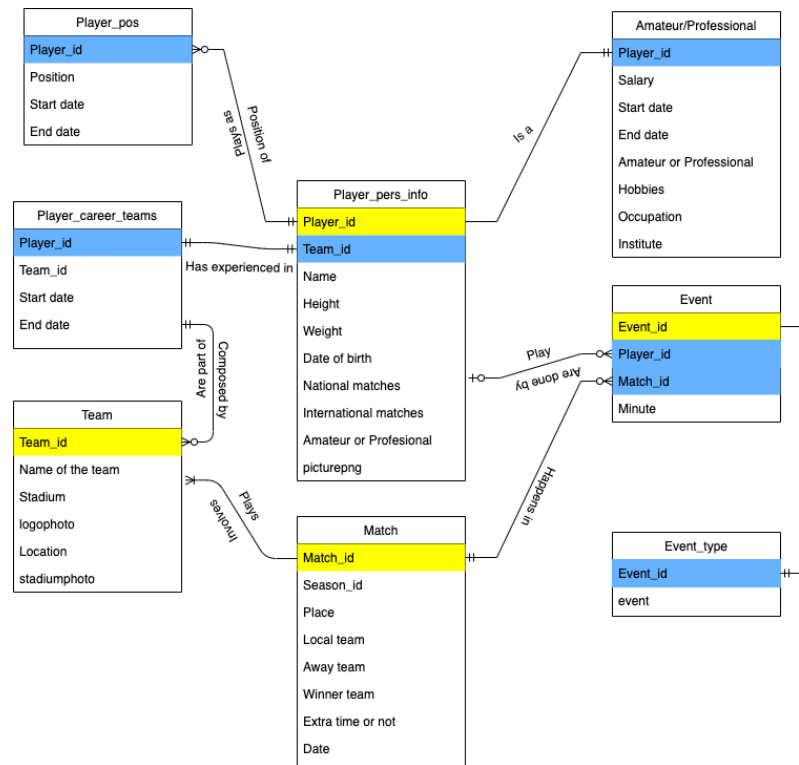 Player_pos
Player_id
Position
Start date
End date
Amateur/Professional
Player_id
Salary
Start date
End date
Amateur or Professional
Hobbies
Occupation
Institute
Position of
Plays as
Is a
Player_career_teams
Player_id
Team_id
Start date
End date
Has experienced in
Player_pers_info
Player_id
Team_id
Name
Height
Weight
Date of birth
National matches
International matches
Amateur or Profesional
picturepng
Event
Event_id
Player_id
Match_id
Minute
Play
Are done by
Are part of
Composed by
Team
Team_id
Name of the team
Stadium
logophoto
Location
stadiumphoto
Plays
Involves
Happens in
Match
Match_id
Season_id
Place
Local team
Away team
Winner team
Extra time or not
Date
Event_type
Event_id
event